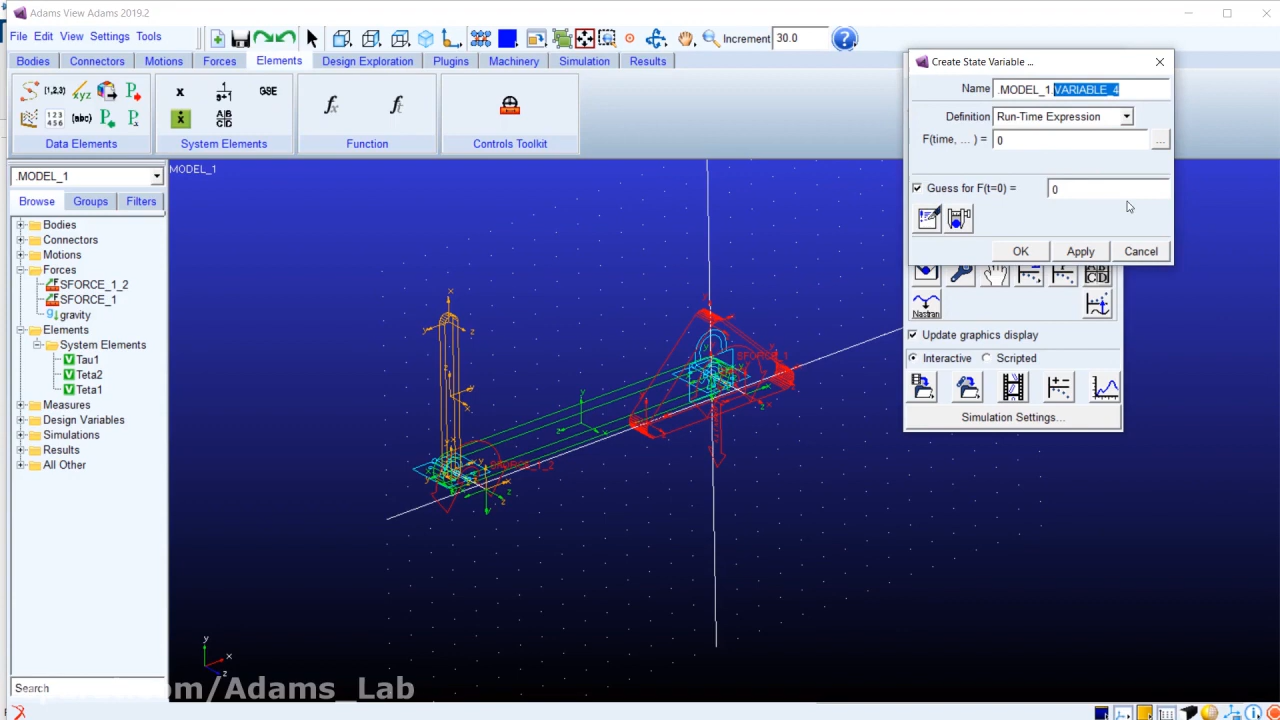 Adams View Adams 2019.2
File Edit View Settings Tools
Increment 30.0
Bodies Connectors Motions Forces Elements Design Exploration Plugins Machinery Simulation Results
Data Elements System Elements Function Controls Toolkit
.MODEL_1
Browse Groups Filters
Bodies
Connectors
Motions
Forces
SFORCE_1_2
SFORCE_1
gravity
Elements
System Elements
Tau1
Teta2
Teta1
Measures
Design Variables
Simulations
Results
All Other
Search
MODEL_1
SFORCE_1
SFORCE_1_2
Create State Variable ...
Name .MODEL_1.VARIABLE_4
Definition Run-Time Expression
F(time, ... ) = 0 ...
Guess for F(t=0) = 0
OK Apply Cancel
Nastran
Update graphics display
Interactive Scripted
Simulation Settings...
y
x
z
.com/Adams_Lab